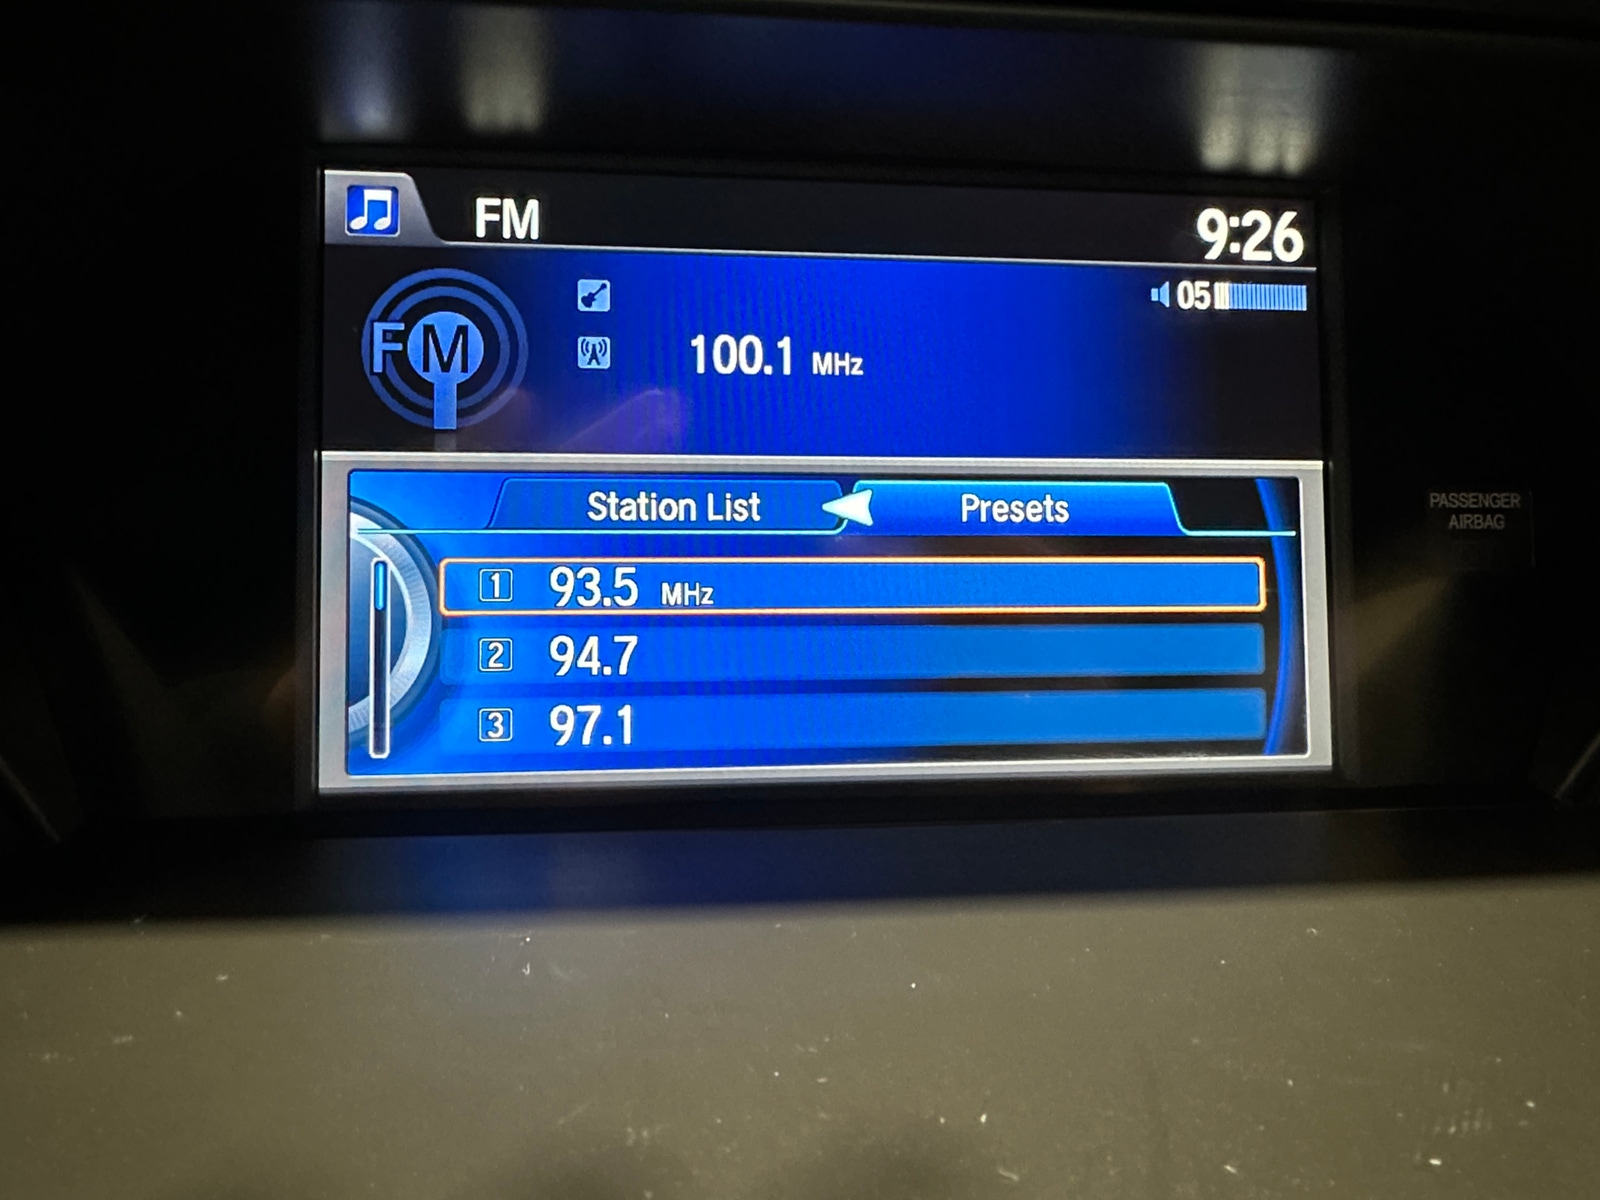 FM
9:26
05
FM
100.1 MHz
Station List
Presets
1 93.5 MHz
2 94.7
3 97.1
PASSENGER
AIRBAG